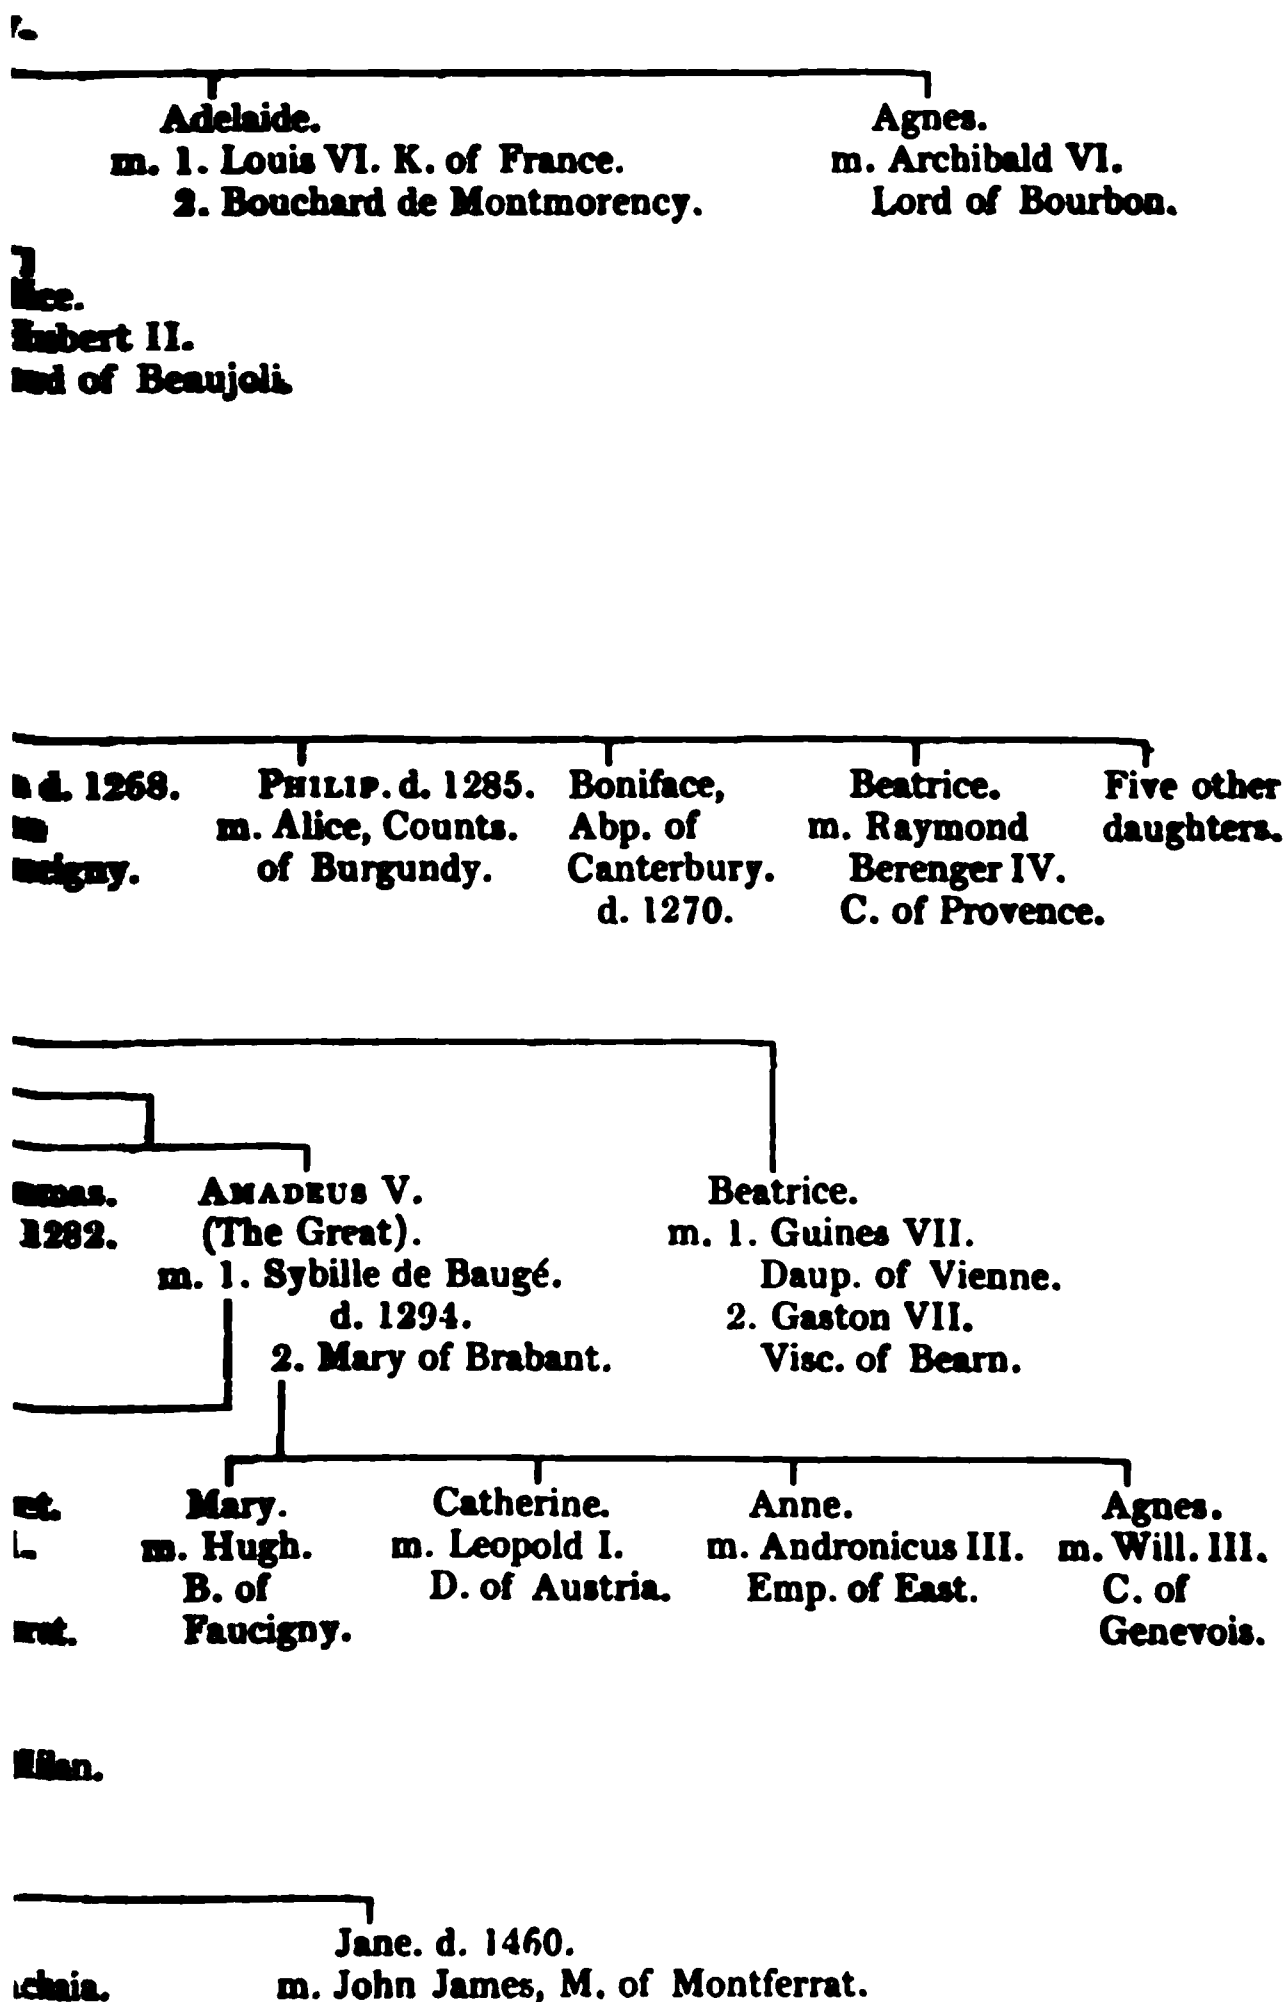 Adelaide. Agnes.
m. 1. Louis VI. K. of France. m. Archibald VI.
2. Bouchard de Montmorency. Lord of Bourbon.
II.
of Beaujoli.
d. 1268. PHILIP. d. 1285. Boniface, Beatrice. Five other
m. Alice, Counts. Abp. of m. Raymond daughters.
of Burgundy. Canterbury. Berenger IV.
d. 1270. C. of Provence.
AMADEUS V. Beatrice.
1282. (The Great). m. 1. Guines VII.
m. 1. Sybille de Baugé. Daup. of Vienne.
d. 1294. 2. Gaston VII.
2. Mary of Brabant. Visc. of Bearn.
Mary. Catherine. Anne. Agnes.
m. Hugh. m. Leopold I. m. Andronicus III. m. Will. III.
B. of D. of Austria. Emp. of East. C. of
Faucigny. Genevois.
Jane. d. 1460.
m. John James, M. of Montferrat.